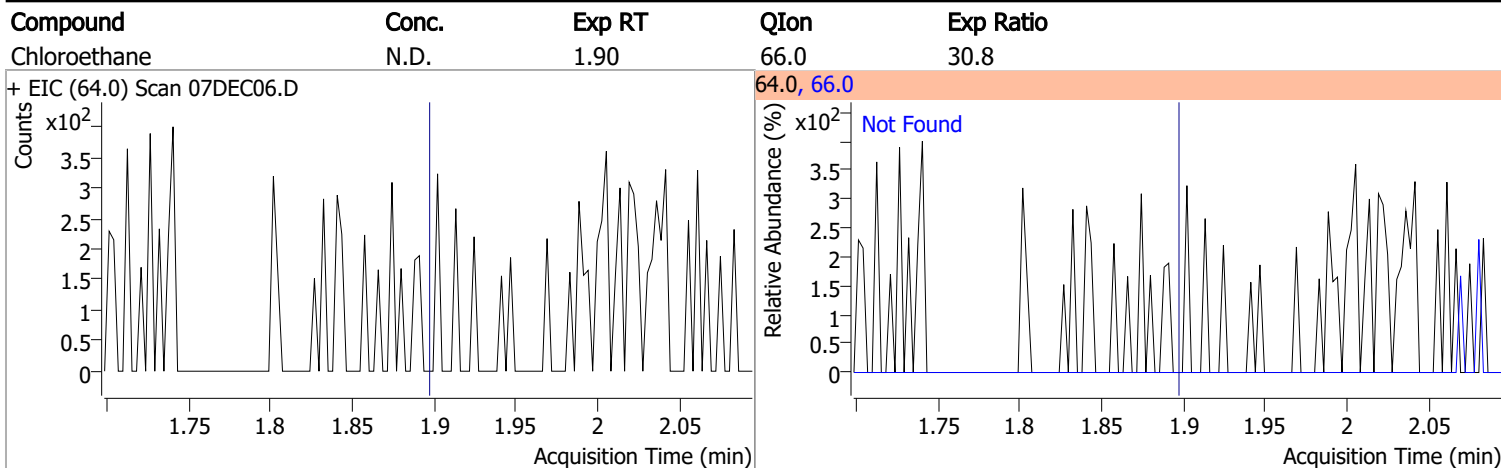 Compound Conc. Exp RT QIon Exp Ratio
Chloroethane N.D. 1.90 66.0 30.8
+ EIC (64.0) Scan 07DEC06.D
Counts
x10²
3.5
3
2.5
2
1.5
1
0.5
0
1.75 1.8 1.85 1.9 1.95 2 2.05
Acquisition Time (min)
64.0, 66.0
Relative Abundance (%)
x10²
Not Found
3.5
3
2.5
2
1.5
1
0.5
0
1.75 1.8 1.85 1.9 1.95 2 2.05
Acquisition Time (min)